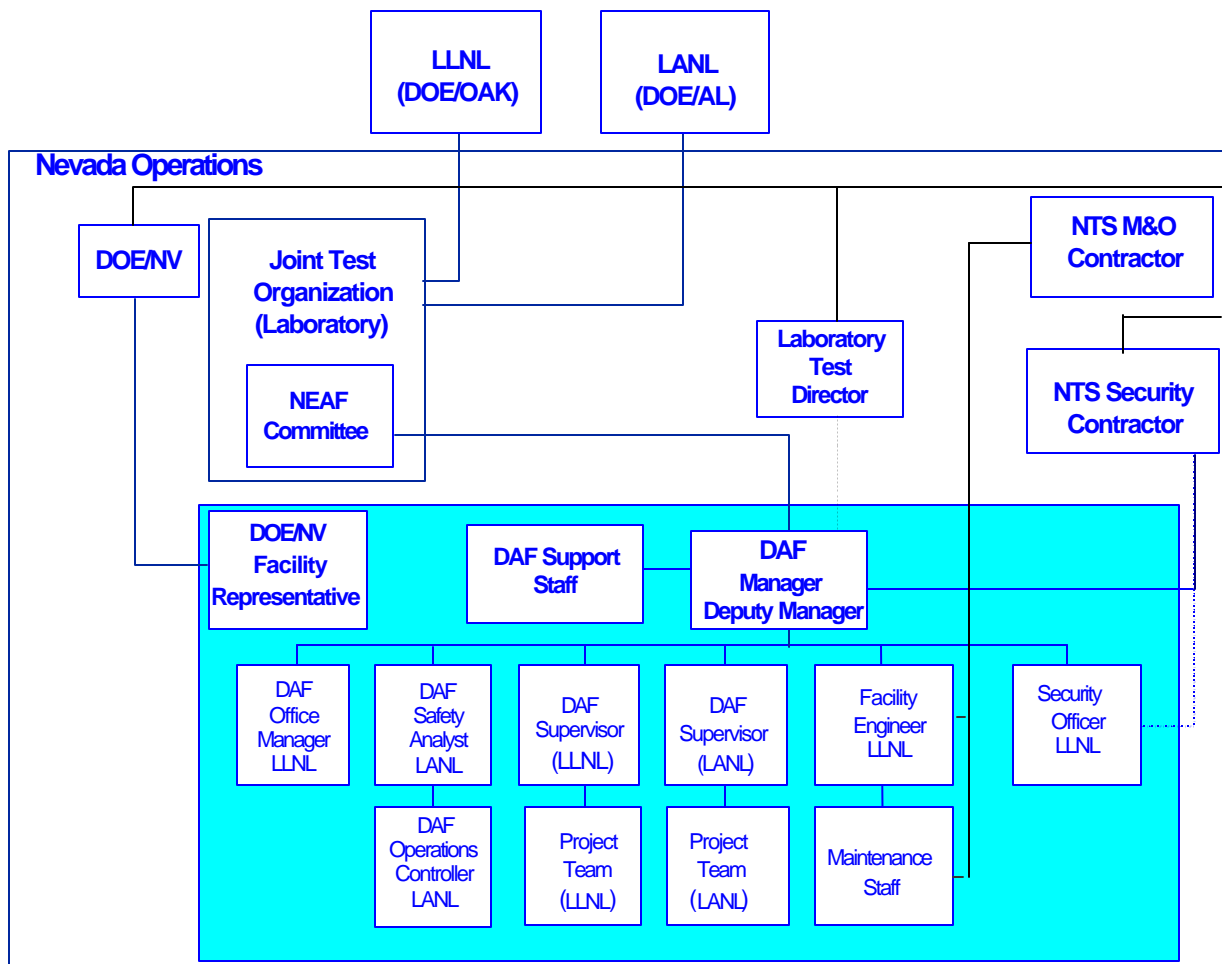 LLNL
(DOE/OAK)
LANL
(DOE/AL)
Nevada Operations
DOE/NV
Joint Test
Organization
(Laboratory)
NEAF
Committee
Laboratory
Test
Director
NTS M&O
Contractor
NTS Security
Contractor
DOE/NV
Facility
Representative
DAF Support
Staff
DAF
Manager
Deputy Manager
DAF
Office
Manager
LLNL
DAF
Safety
Analyst
LANL
DAF
Supervisor
(LLNL)
DAF
Supervisor
(LANL)
Facility
Engineer
LLNL
Security
Officer
LLNL
DAF
Operations
Controller
LANL
Project
Team
(LLNL)
Project
Team
(LANL)
Maintenance
Staff